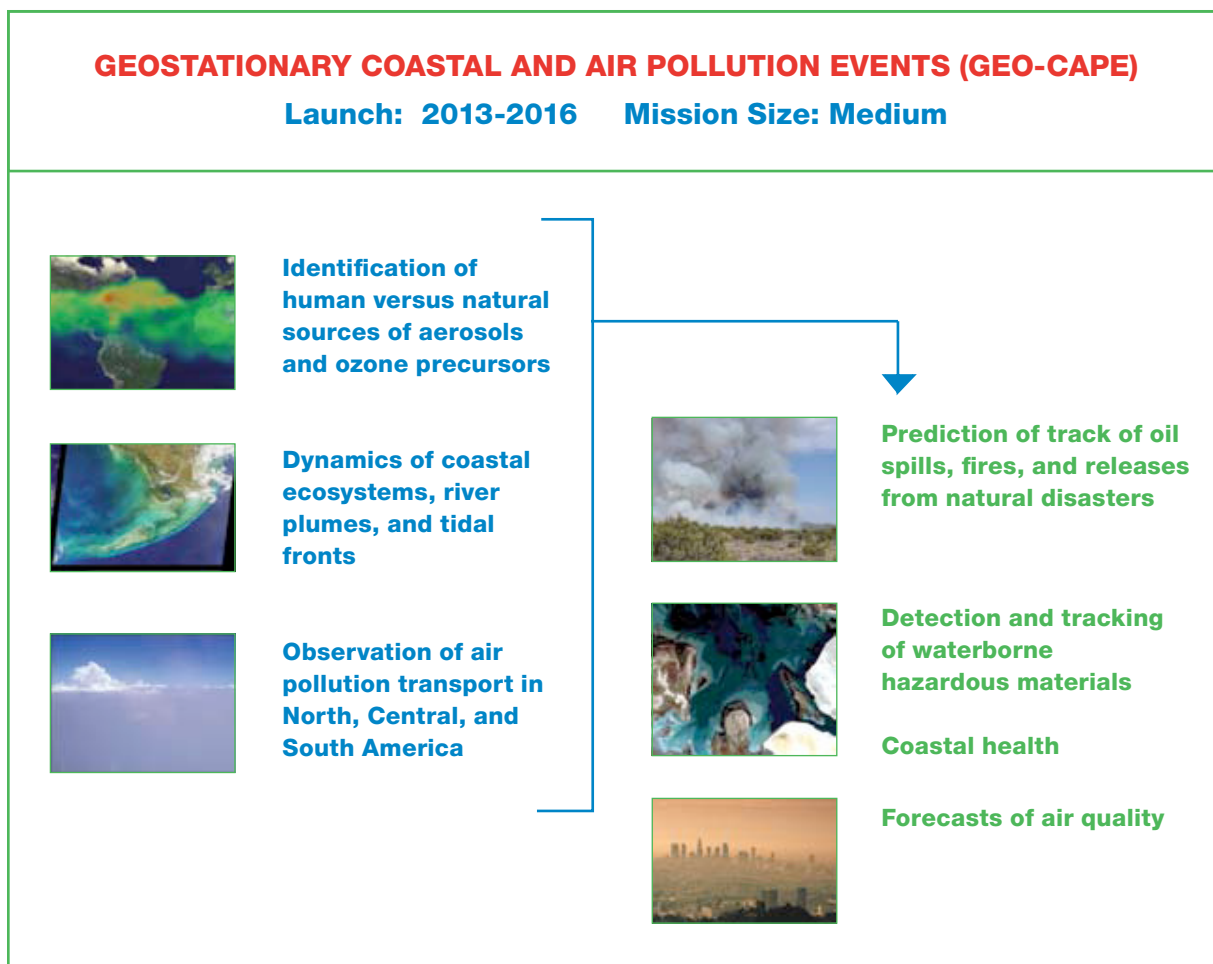 GEOSTATIONARY COASTAL AND AIR POLLUTION EVENTS (GEO-CAPE)
Launch: 2013-2016 Mission Size: Medium
Identification of
human versus natural
sources of aerosols
and ozone precursors
Dynamics of coastal
ecosystems, river
plumes, and tidal
fronts
Observation of air
pollution transport in
North, Central, and
South America
Prediction of track of oil
spills, fires, and releases
from natural disasters
Detection and tracking
of waterborne
hazardous materials
Coastal health
Forecasts of air quality